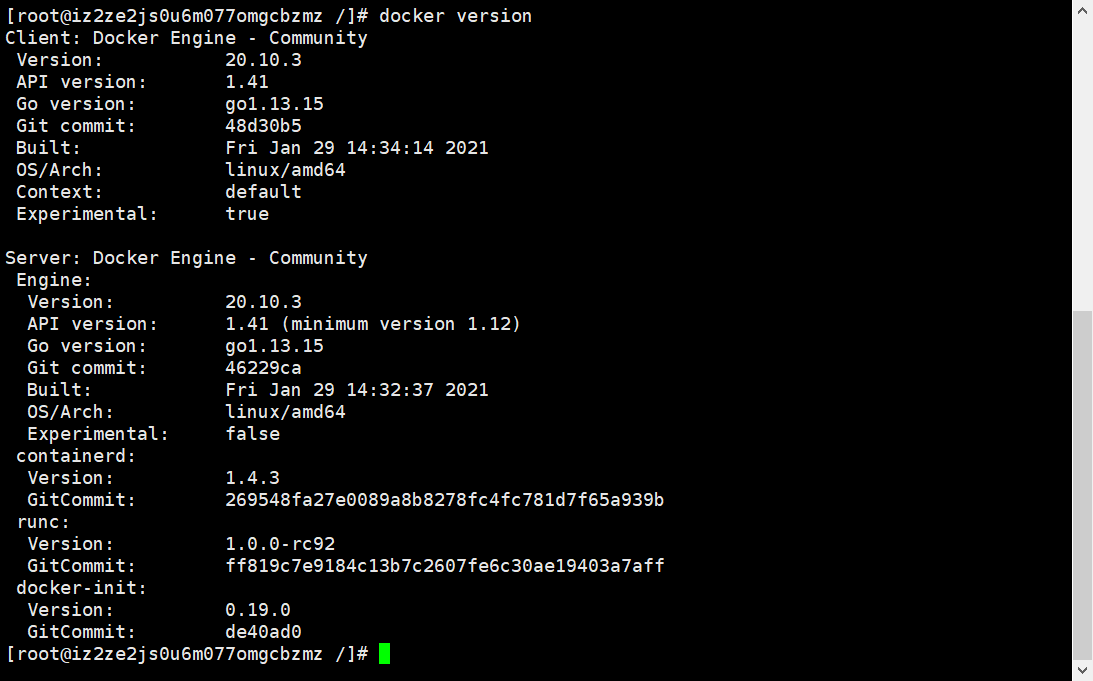 [root@iz2ze2js0u6m077omgcbzmz /]# docker version
Client: Docker Engine - Community
 Version:           20.10.3
 API version:       1.41
 Go version:        go1.13.15
 Git commit:        48d30b5
 Built:             Fri Jan 29 14:34:14 2021
 OS/Arch:           linux/amd64
 Context:           default
 Experimental:      true

Server: Docker Engine - Community
 Engine:
  Version:          20.10.3
  API version:      1.41 (minimum version 1.12)
  Go version:       go1.13.15
  Git commit:       46229ca
  Built:            Fri Jan 29 14:32:37 2021
  OS/Arch:          linux/amd64
  Experimental:     false
 containerd:
  Version:          1.4.3
  GitCommit:        269548fa27e0089a8b8278fc4fc781d7f65a939b
 runc:
  Version:          1.0.0-rc92
  GitCommit:        ff819c7e9184c13b7c2607fe6c30ae19403a7aff
 docker-init:
  Version:          0.19.0
  GitCommit:        de40ad0
[root@iz2ze2js0u6m077omgcbzmz /]#